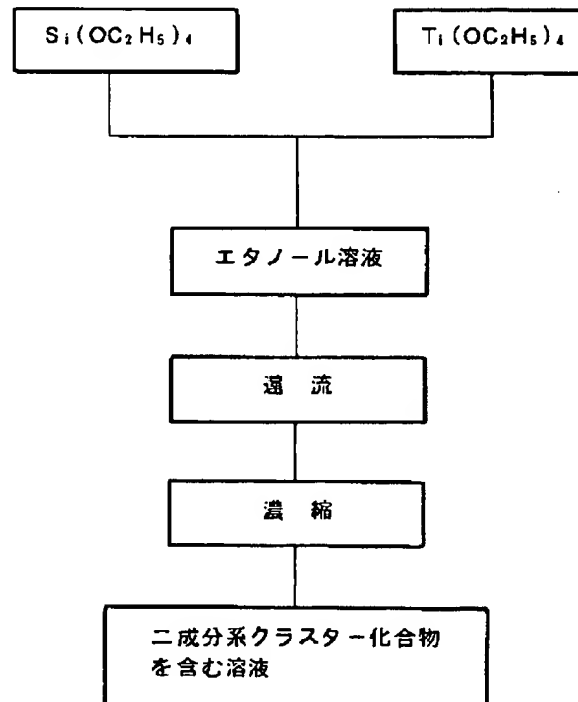 Si(OC₂H₅)₄
Ti(OC₂H₅)₄
エタノール溶液
還流
濃縮
二成分系クラスター化合物
を含む溶液